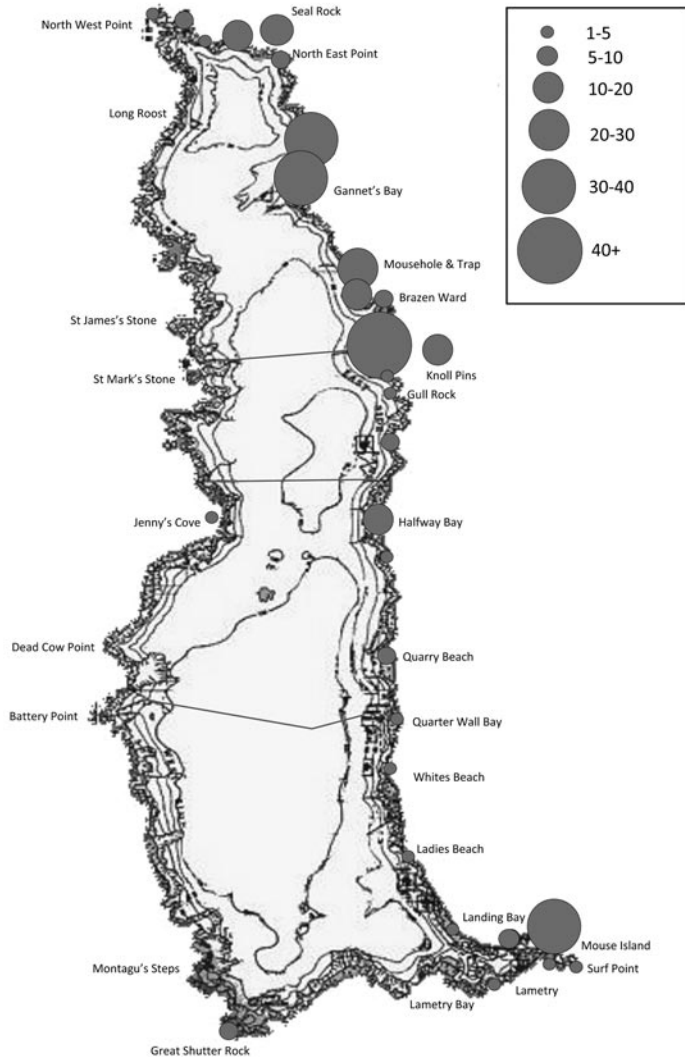 Seal Rock
North West Point
North East Point
Long Roost
Gannet's Bay
Mousehole & Trap
Brazen Ward
St James's Stone
Knoll Pins
St Mark's Stone
Gull Rock
Jenny's Cove
Halfway Bay
Dead Cow Point
Quarry Beach
Battery Point
Quarter Wall Bay
Whites Beach
Ladies Beach
Landing Bay
Mouse Island
Surf Point
Montagu's Steps
Lametry
Lametry Bay
Great Shutter Rock
1-5
5-10
10-20
20-30
30-40
40+